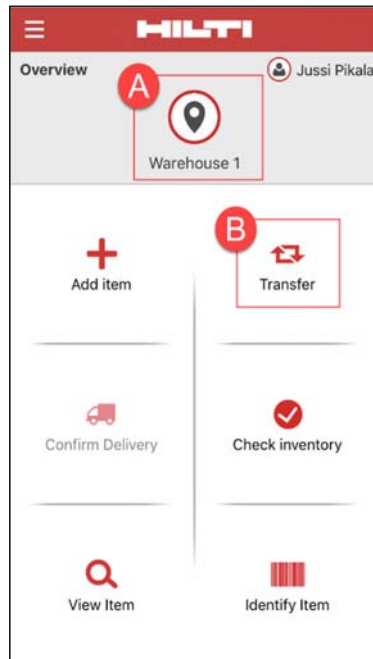 HILTI
Overview
Jussi Pikala
A
Warehouse 1
B
Add item
Transfer
Confirm Delivery
Check inventory
View Item
Identify Item